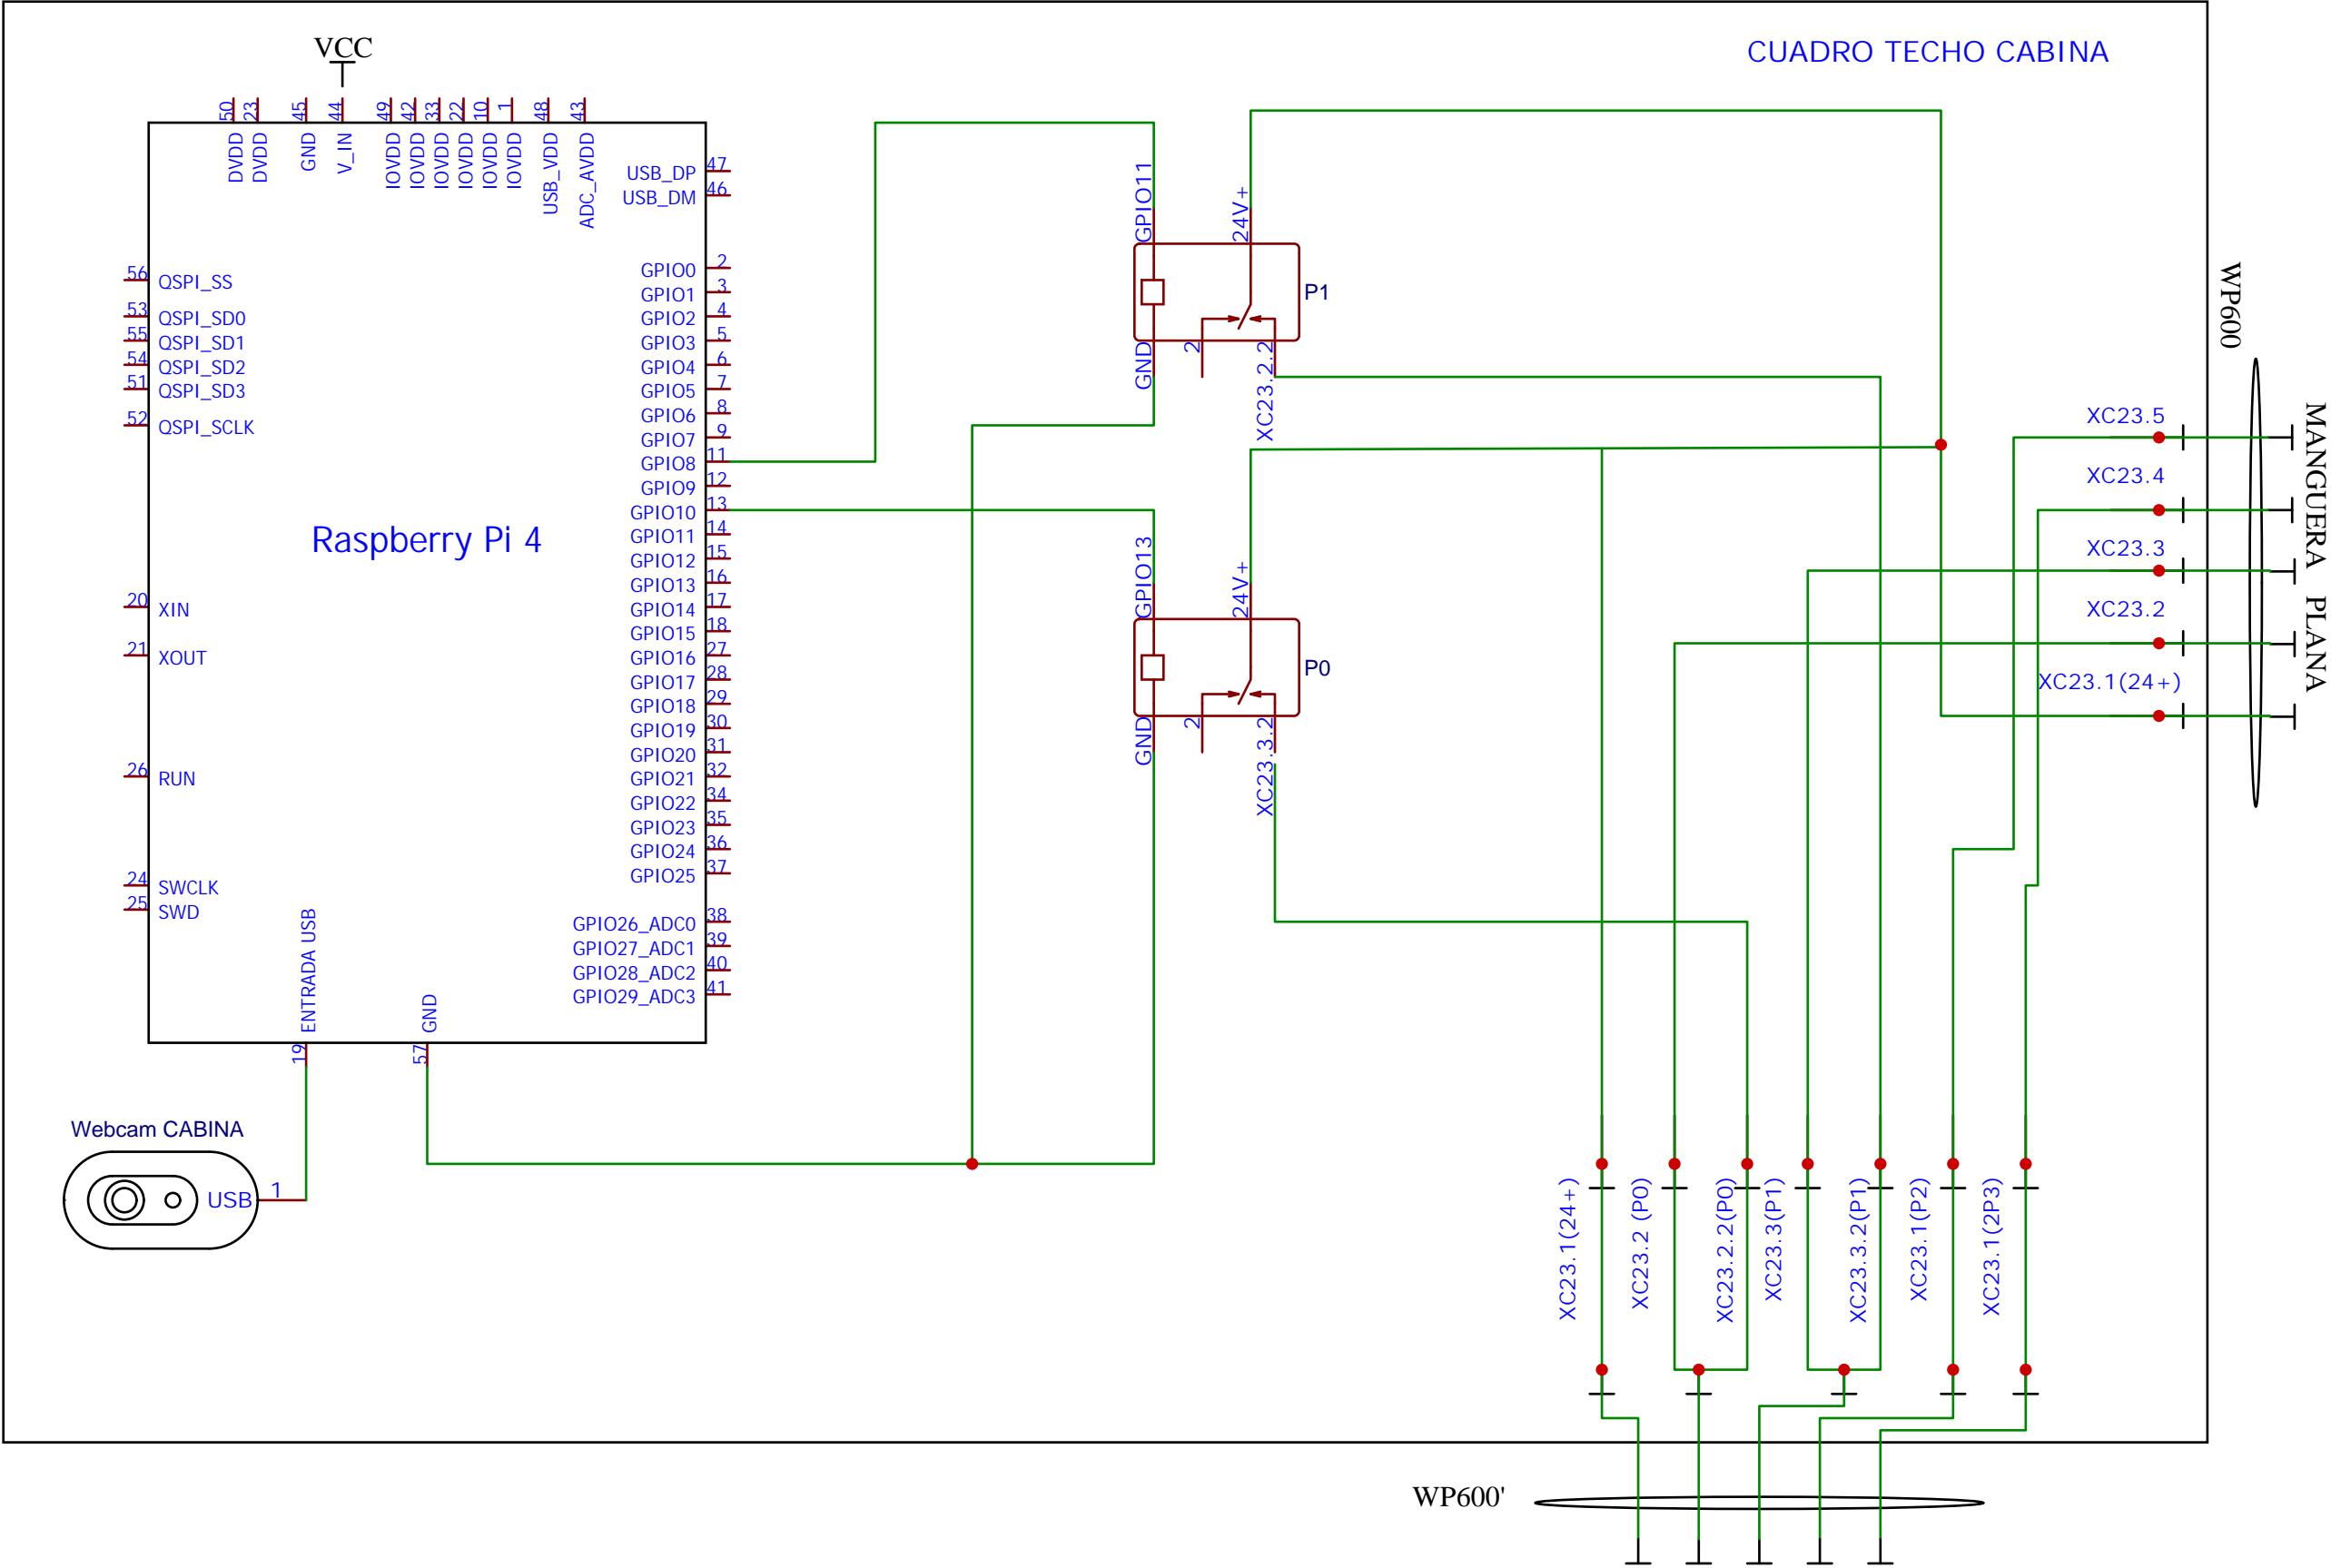 VCC
CUADRO TECHO CABINA
50
23
45
44
49
42
33
22
10
1
48
43
DVDD
DVDD
GND
V_IN
IOVDD
IOVDD
IOVDD
IOVDD
IOVDD
IOVDD
USB_VDD
ADC_AVDD
USB_DP 47
USB_DM 46
56 QSPI_SS
53 QSPI_SD0
55 QSPI_SD1
54 QSPI_SD2
51 QSPI_SD3
52 QSPI_SCLK
20 XIN
21 XOUT
26 RUN
24 SWCLK
25 SWD
Raspberry Pi 4
GPIO0 2
GPIO1 3
GPIO2 4
GPIO3 5
GPIO4 6
GPIO5 7
GPIO6 8
GPIO7 9
GPIO8 11
GPIO9 12
GPIO10 13
GPIO11 14
GPIO12 15
GPIO13 16
GPIO14 17
GPIO15 18
GPIO16 27
GPIO17 28
GPIO18 29
GPIO19 30
GPIO20 31
GPIO21 32
GPIO22 34
GPIO23 35
GPIO24 36
GPIO25 37
GPIO26_ADC0 38
GPIO27_ADC1 39
GPIO28_ADC2 40
GPIO29_ADC3 41
ENTRADA USB
19
GND
57
Webcam CABINA
USB 1
GPIO11
24V+
P1
GND
2
XC23.2.2
GPIO13
24V+
P0
GND
2
XC23.3.2
WP600
MANGUERA PLANA
XC23.5
XC23.4
XC23.3
XC23.2
XC23.1(24+)
XC23.1(24+)
XC23.2 (P0)
XC23.2.2(P0)
XC23.3(P1)
XC23.3.2(P1)
XC23.1(P2)
XC23.1(2P3)
WP600'